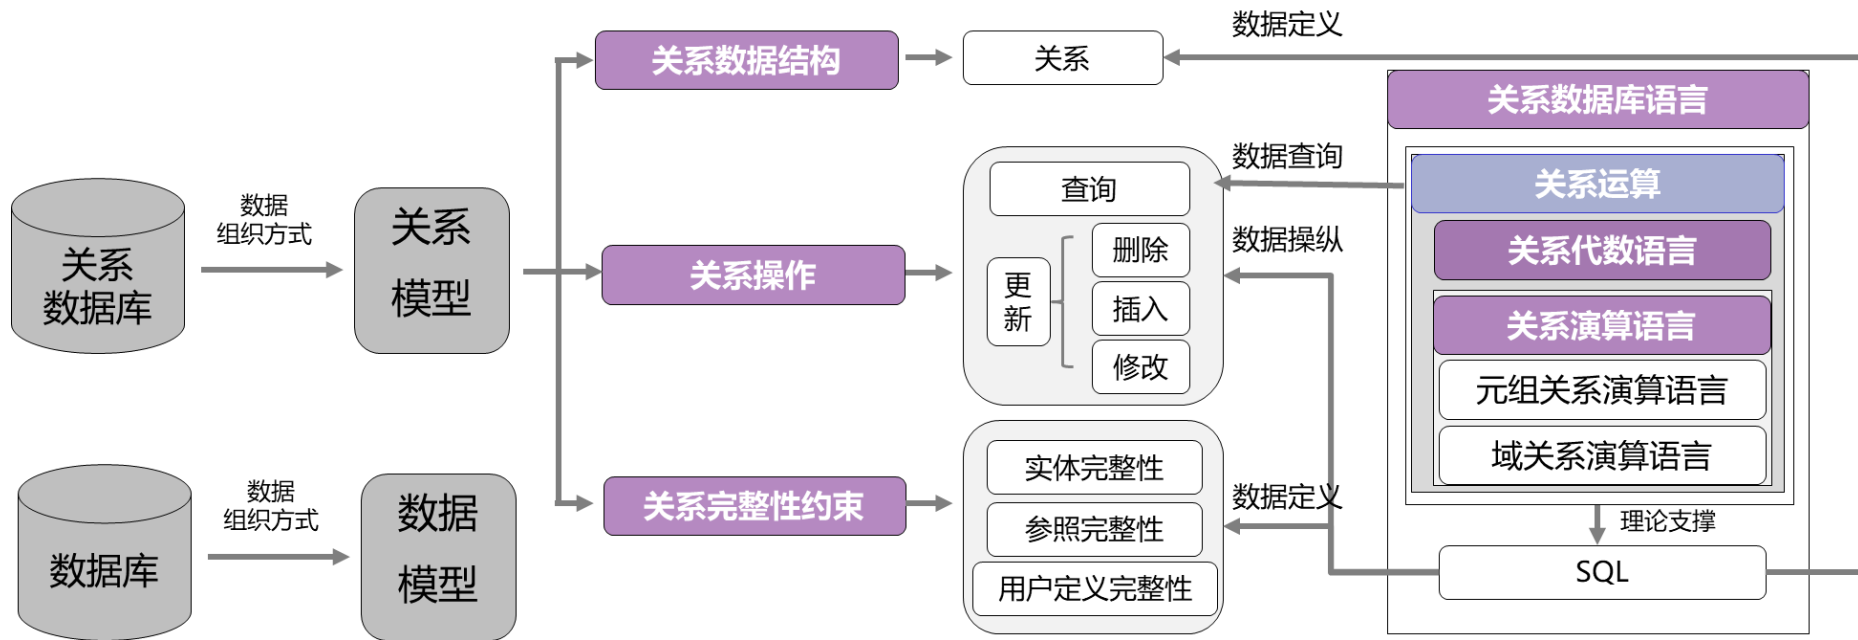 数据定义
关系数据结构
关系
关系数据库语言
数据查询
关系运算
查询
数据
组织方式
关系
模型
关系
数据库
关系操作
更
新
删除
插入
修改
数据操纵
关系代数语言
关系演算语言
元组关系演算语言
域关系演算语言
数据库
数据
组织方式
数据
模型
关系完整性约束
实体完整性
参照完整性
用户定义完整性
数据定义
理论支撑
SQL